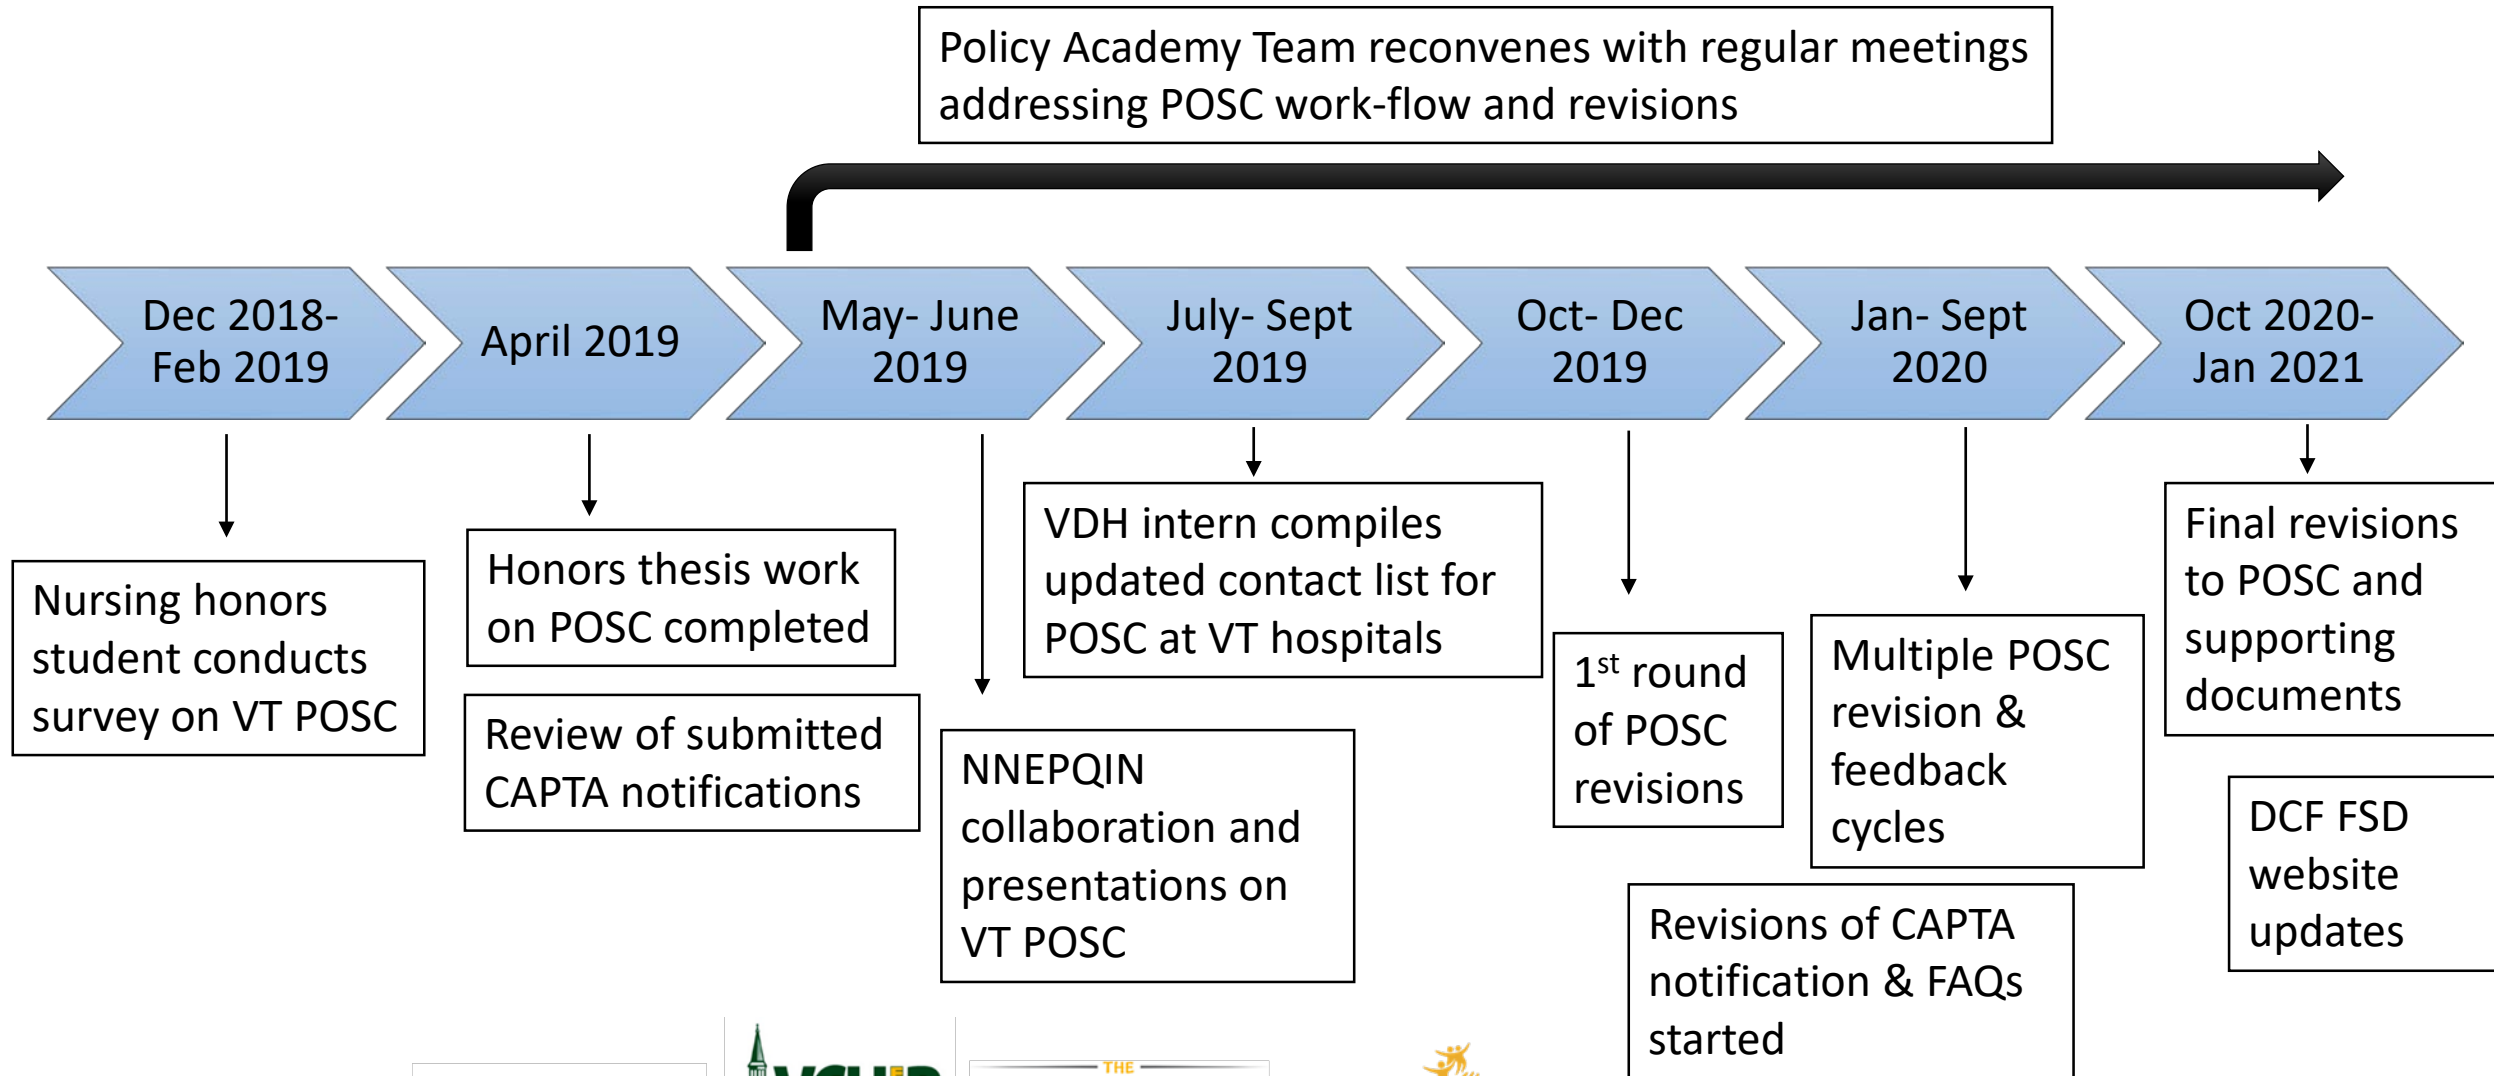 Policy Academy Team reconvenes with regular meetings
addressing POSC work-flow and revisions
Dec 2018-
Feb 2019
April 2019
May- June
2019
July- Sept
2019
Oct- Dec
2019
Jan- Sept
2020
Oct 2020-
Jan 2021
Nursing honors
student conducts
survey on VT POSC
Honors thesis work
on POSC completed
Review of submitted
CAPTA notifications
NNEPQIN
collaboration and
presentations on
VT POSC
VDH intern compiles
updated contact list for
POSC at VT hospitals
1st round
of POSC
revisions
Multiple POSC
revision &
feedback
cycles
Revisions of CAPTA
notification & FAQs
started
Final revisions
to POSC and
supporting
documents
DCF FSD
website
updates
VCHIP
THE